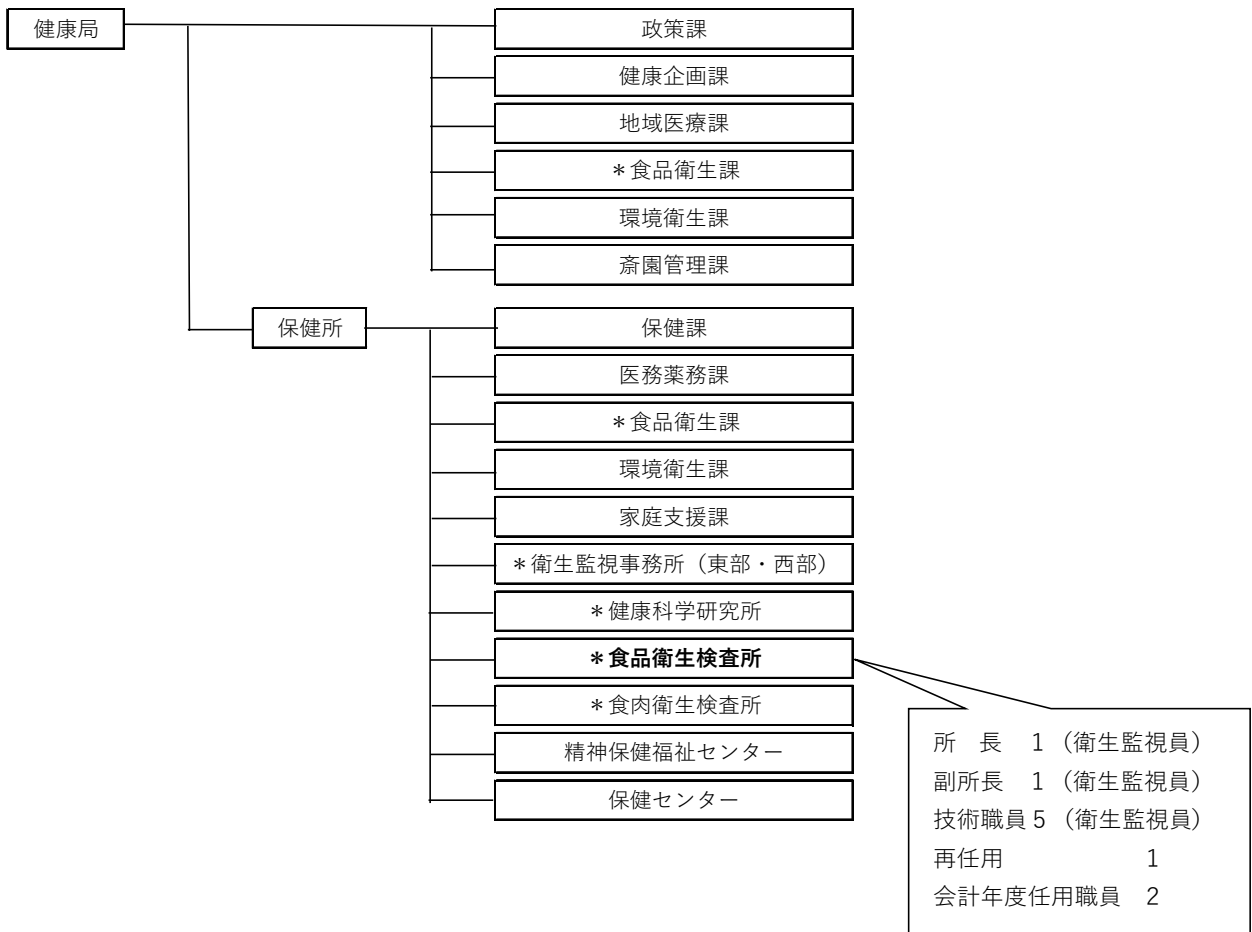 健康局
政策課
健康企画課
地域医療課
＊食品衛生課
環境衛生課
斎園管理課
保健所
保健課
医務薬務課
＊食品衛生課
環境衛生課
家庭支援課
＊衛生監視事務所（東部・西部）
＊健康科学研究所
＊食品衛生検査所
＊食肉衛生検査所
精神保健福祉センター
保健センター
所　長　1（衛生監視員）
副所長　1（衛生監視員）
技術職員 5（衛生監視員）
再任用　　　　　1
会計年度任用職員　2